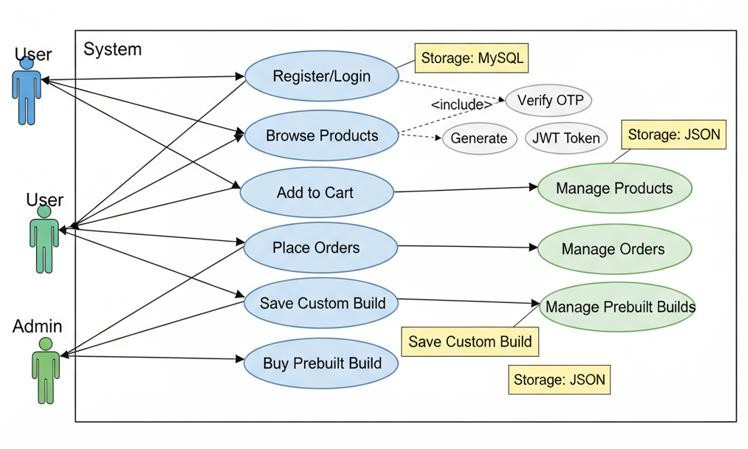 User
System
Register/Login
Storage: MySQL
<include>
Verify OTP
Browse Products
Generate
JWT Token
Storage: JSON
User
Add to Cart
Manage Products
Place Orders
Manage Orders
Save Custom Build
Manage Prebuilt Builds
Admin
Save Custom Build
Buy Prebuilt Build
Storage: JSON